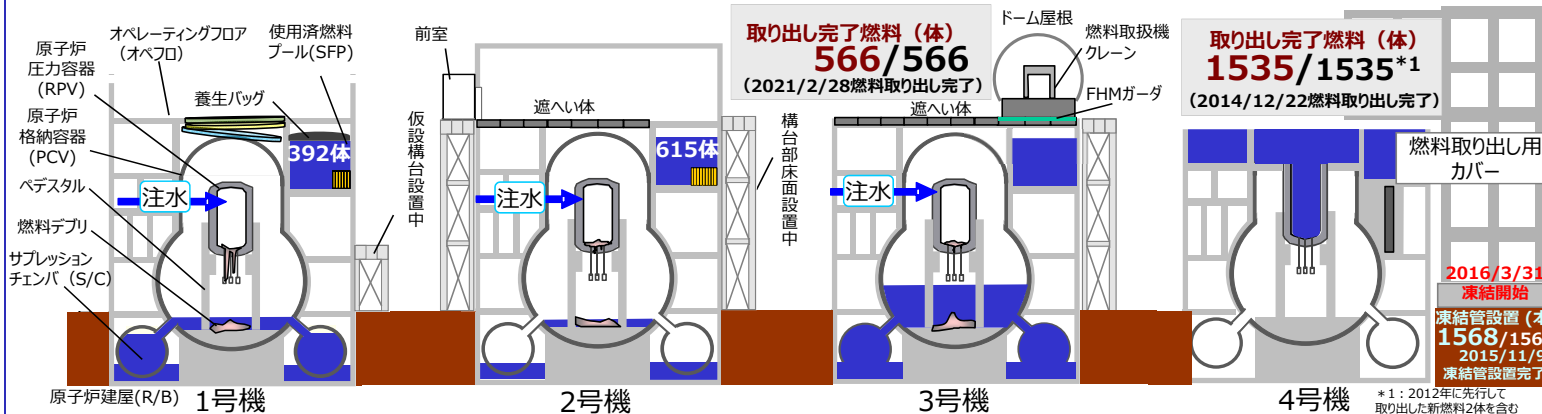 オペレーティングフロア
(オペフロ)
使用済燃料
プール(SFP)
原子炉
圧力容器
(RPV)
養生バッグ
原子炉
格納容器
(PCV)
392体
ペデスタル
注水
燃料デブリ
サプレッション
チェンバ (S/C)
原子炉建屋(R/B)
1号機
仮設構台設置中
前室
遮へい体
615体
注水
2号機
構台部床面設置中
取り出し完了燃料(体)
566/566
(2021/2/28燃料取り出し完了)
ドーム屋根
燃料取扱機
クレーン
FHMガーダ
遮へい体
注水
3号機
取り出し完了燃料(体)
1535/1535*1
(2014/12/22燃料取り出し完了)
燃料取り出し用
カバー
4号機
2016/3/31
凍結開始
凍結管設置 (
1568/156
2015/11/9
凍結管設置完了
*1:2012年に先行して
取り出した新燃料2体を含む